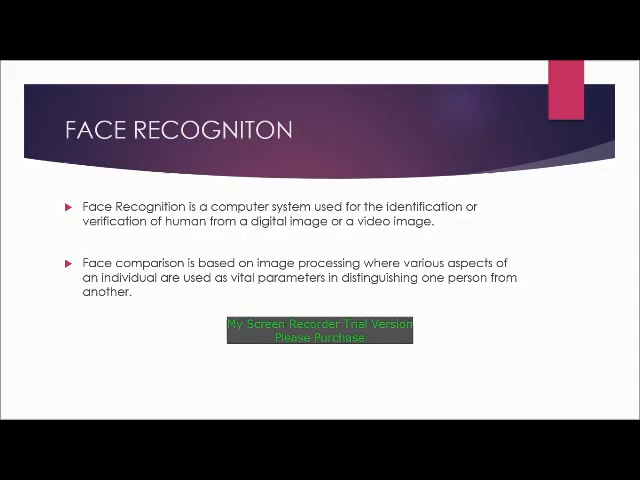 FACE RECOGNITON
Face Recognition is a computer system used for the identification or
verification of human from a digital image or a video image.
Face comparison is based on image processing where various aspects of
an individual are used as vital parameters in distinguishing one person from
another.
My Screen Recorder Trial Version
Please Purchase